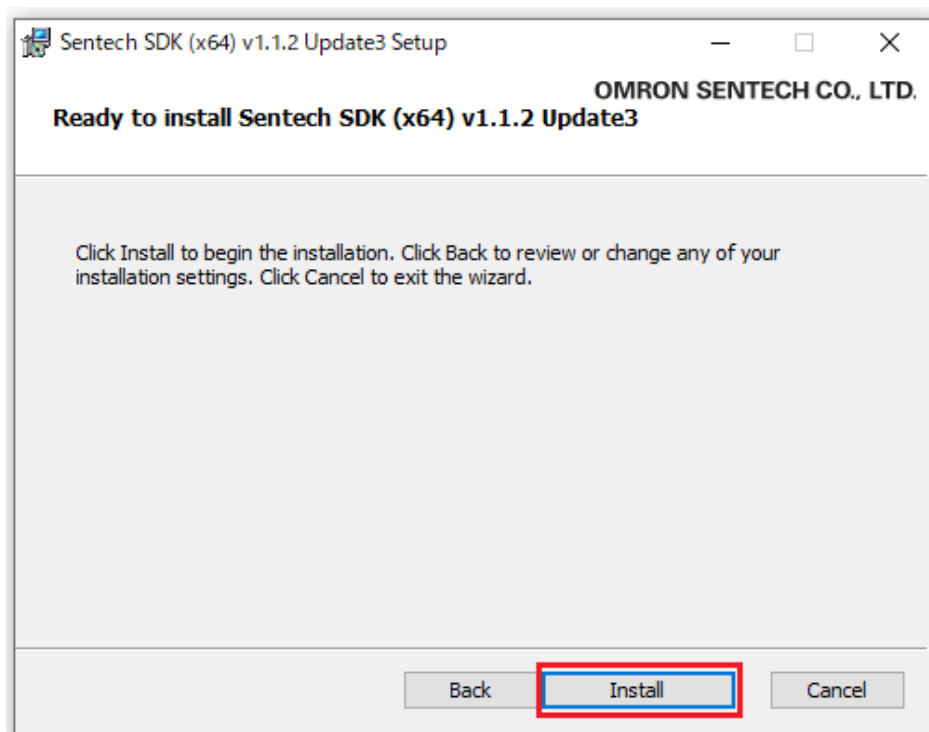 Sentech SDK (x64) v1.1.2 Update3 Setup
OMRON SENTECH CO., LTD.
Ready to install Sentech SDK (x64) v1.1.2 Update3
Click Install to begin the installation. Click Back to review or change any of your
installation settings. Click Cancel to exit the wizard.
Back
Install
Cancel